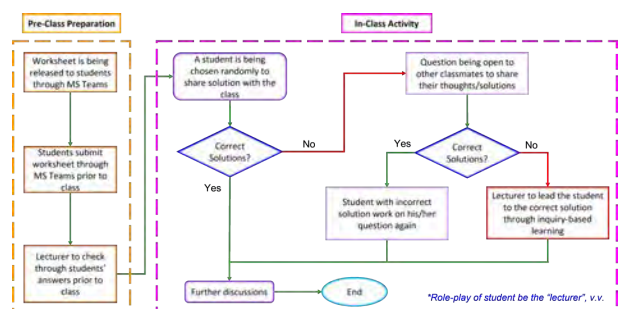 Pre-Class Preparation
In-Class Activity
Worksheet is being
released to students
through MS Teams
Students submit
worksheet through
MS Teams prior to
class
Lecturer to check
through students'
answers prior to
class
A student is being
chosen randomly to
share solution with the
class
Correct
Solutions?
No
Yes
Question being open to
other classmates to share
their thoughts/solutions
Correct
Solutions?
Yes
No
Student with incorrect
solution work on his/her
question again
Lecturer to lead the student
to the correct solution
through inquiry-based
learning
Further discussions
End
*Role-play of student be the "lecturer", v.v.